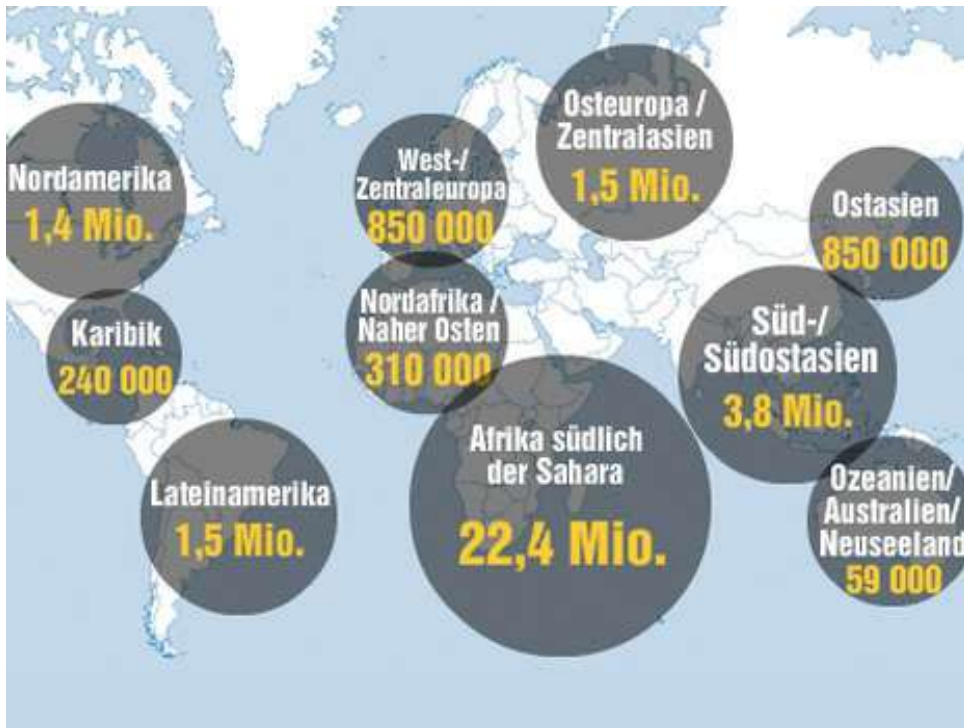 Nordamerika
1,4 Mio.
West-/
Zentraleuropa
850 000
Osteuropa /
Zentralasien
1,5 Mio.
Ostasien
850 000
Karibik
240 000
Nordafrika /
Naher Osten
310 000
Süd-/
Südostasien
3,8 Mio.
Lateinamerika
1,5 Mio.
Afrika südlich
der Sahara
22,4 Mio.
Ozeanien/
Australien/
Neuseeland
59 000